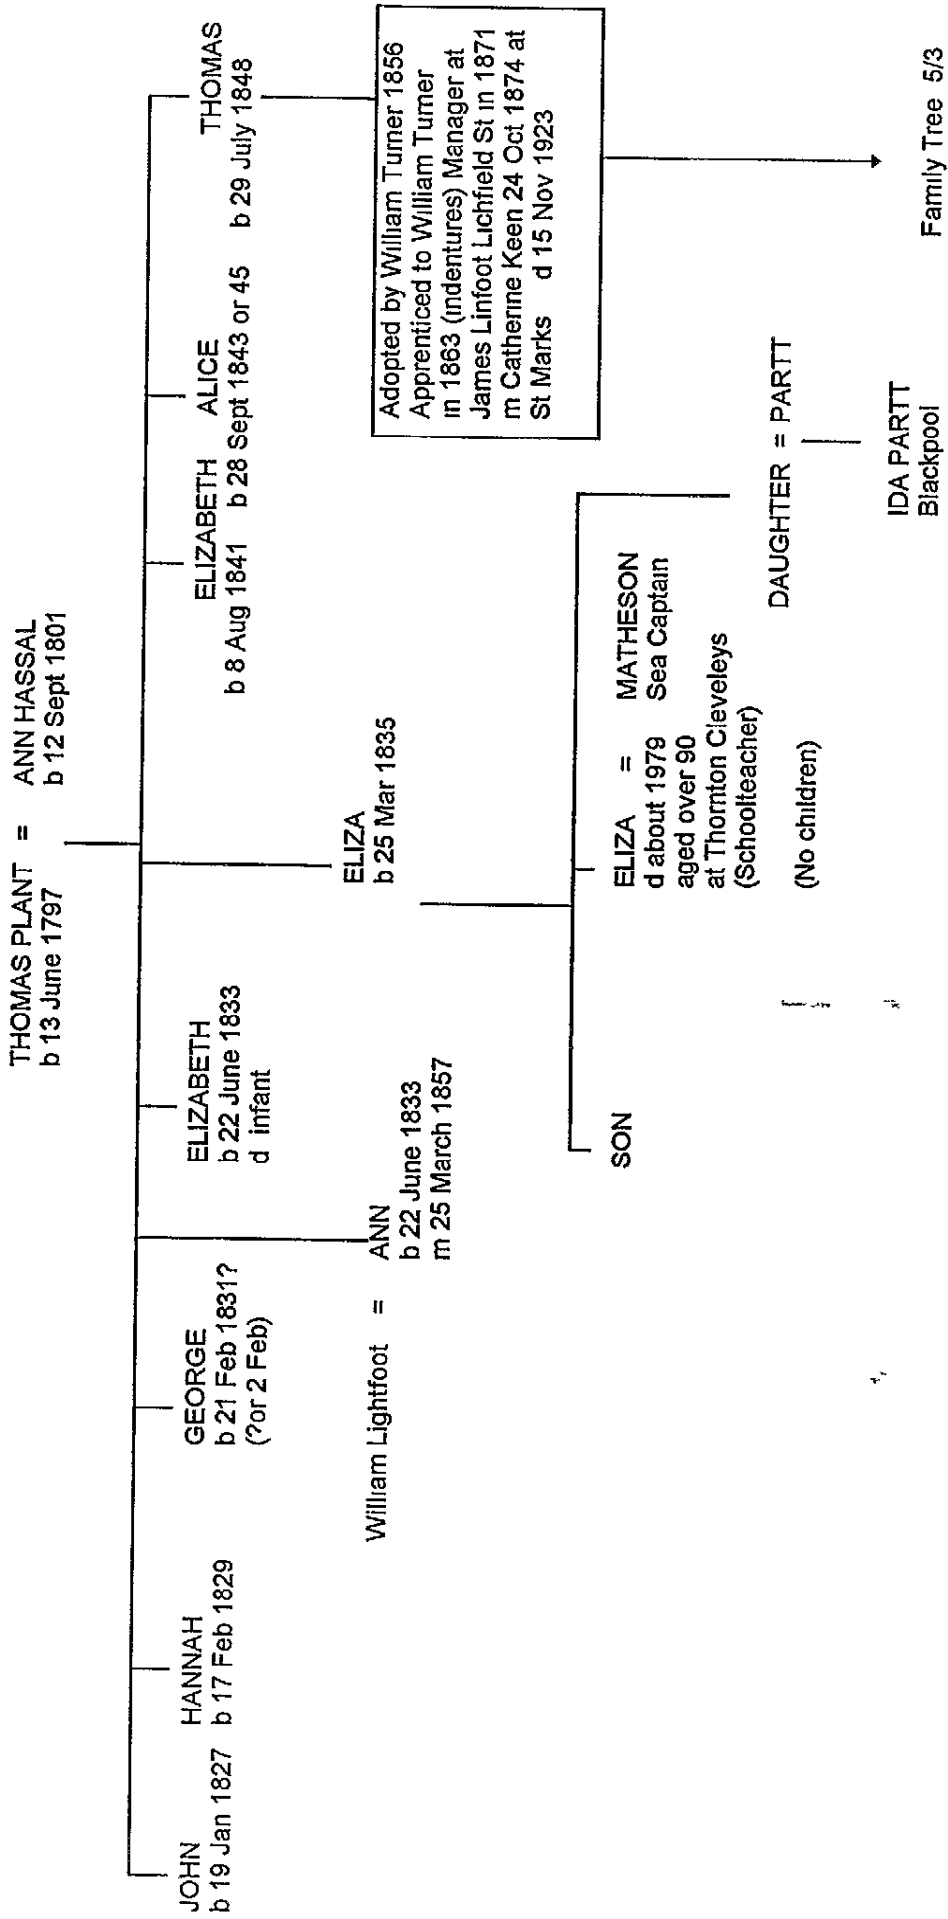 THOMAS PLANT = ANN HASSAL
b 13 June 1797 b 12 Sept 1801
JOHN
b 19 Jan 1827
HANNAH
b 17 Feb 1829
GEORGE
b 21 Feb 1831?
(?or 2 Feb)
William Lightfoot = ANN
b 22 June 1833
m 25 March 1857
ELIZABETH
b 22 June 1833
d infant
ELIZA
b 25 Mar 1835
ELIZABETH
b 8 Aug 1841
ALICE
b 28 Sept 1843 or 45
THOMAS
b 29 July 1848
Adopted by William Turner 1856
Apprenticed to William Turner
in 1863 (indentures) Manager at
James Linfoot Lichfield St in 1871
m Catherine Keen 24 Oct 1874 at
St Marks d 15 Nov 1923
SON
ELIZA = MATHESON
d about 1979 Sea Captain
aged over 90
at Thornton Cleveleys
(Schoolteacher)
(No children)
DAUGHTER = PARTT
IDA PARTT
Blackpool
Family Tree 5/3